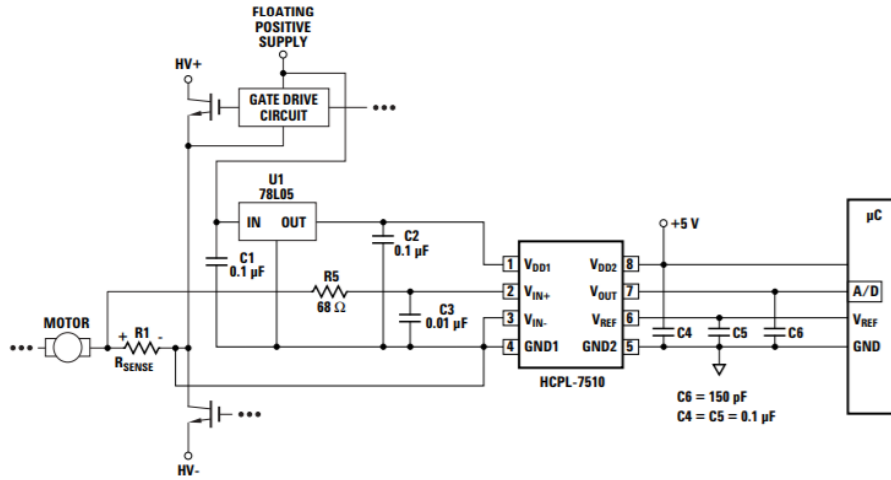 FLOATING
POSITIVE
SUPPLY
HV+
GATE DRIVE
CIRCUIT
•••
U1
78L05
IN OUT
C1
0.1 µF
C2
0.1 µF
R5
68 Ω
C3
0.01 µF
MOTOR
+ R1 -
RSENSE
•••
•••
HV-
1 VDD1 VDD2 8
2 VIN+ VOUT 7
3 VIN- VREF 6
4 GND1 GND2 5
HCPL-7510
+5 V
C4 C5 C6
C6 = 150 pF
C4 = C5 = 0.1 µF
µC
A/D
VREF
GND